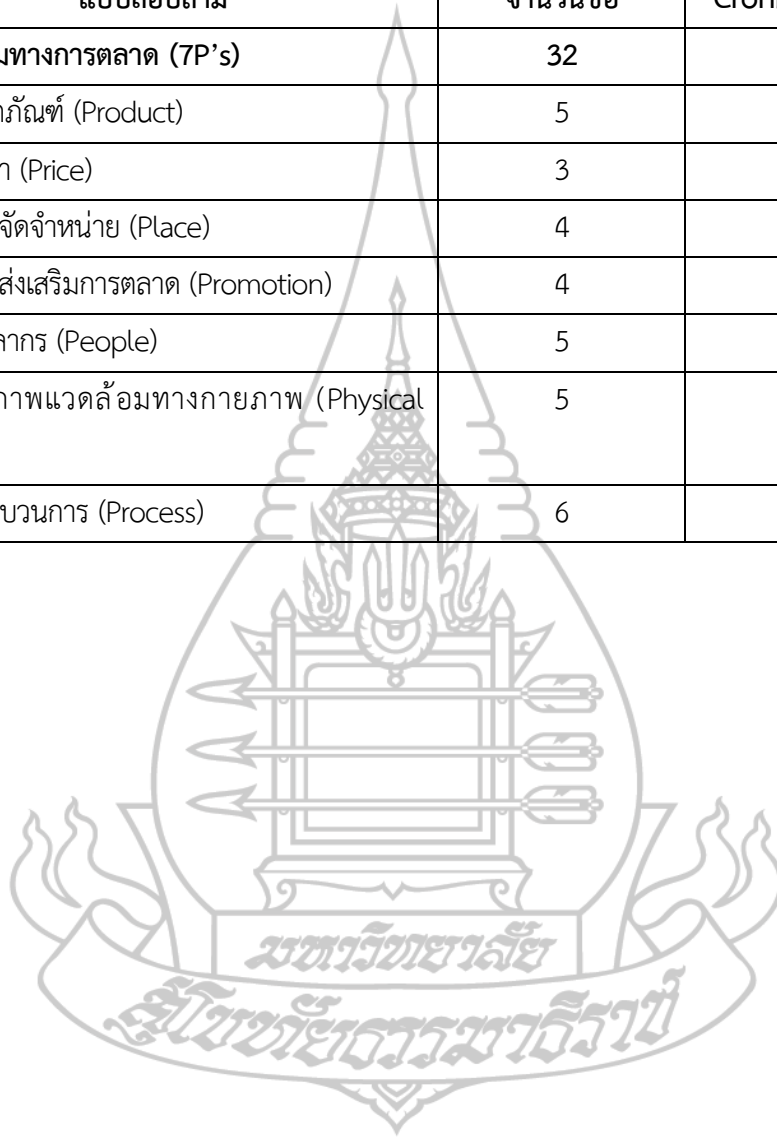 แบบสอบถาม จำนวนข้อ
ทางการตลาด (7P's) 32
ภัณฑ์ (Product) 5
(Price) 3
จัดจำหน่าย (Place) 4
ส่งเสริมการตลาด (Promotion) 4
ลากร (People) 5
ภาพแวดล้อมทางกายภาพ (Physical 5
บวนการ (Process) 6
มหาวิทยาลัย
สุโขทัยธรรมาธิราช